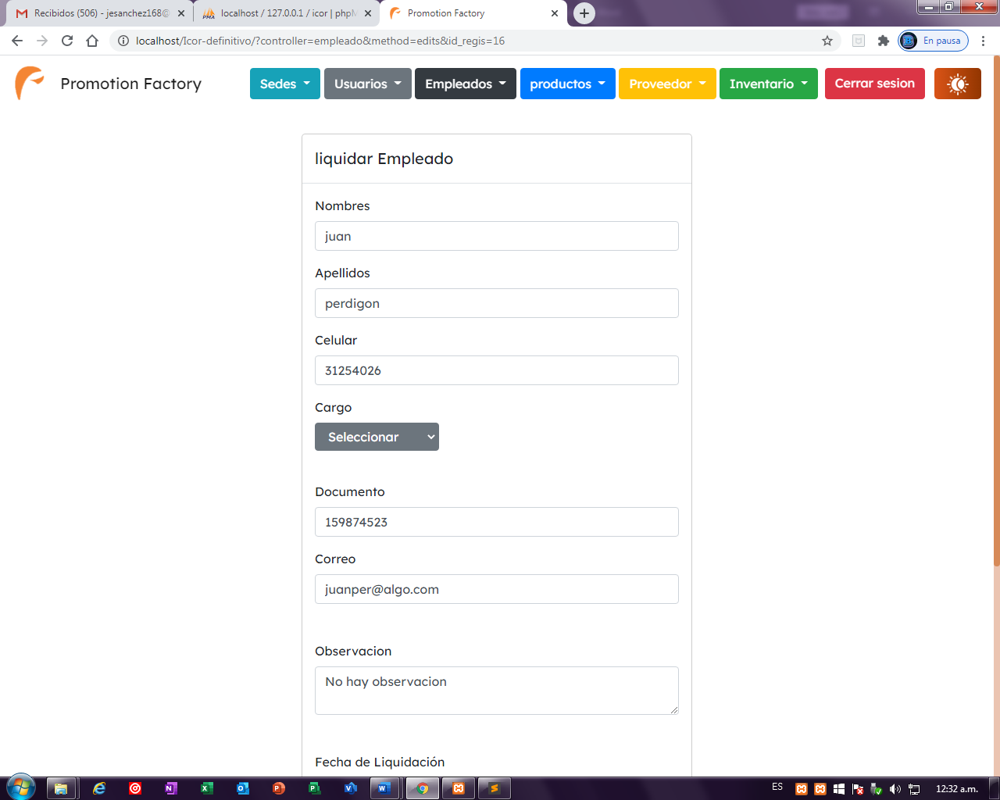 Recibidos (506) - jesanchez168@
localhost / 127.0.0.1 / icor | phpM
Promotion Factory
localhost/Icor-definitivo/?controller=empleado&method=edits&id_regis=16
En pausa
Promotion Factory
Sedes
Usuarios
Empleados
productos
Proveedor
Inventario
Cerrar sesion
liquidar Empleado
Nombres
juan
Apellidos
perdigon
Celular
31254026
Cargo
Seleccionar
Documento
159874523
Correo
juanper@algo.com
Observacion
No hay observacion
Fecha de Liquidación
ES
12:32 a.m.